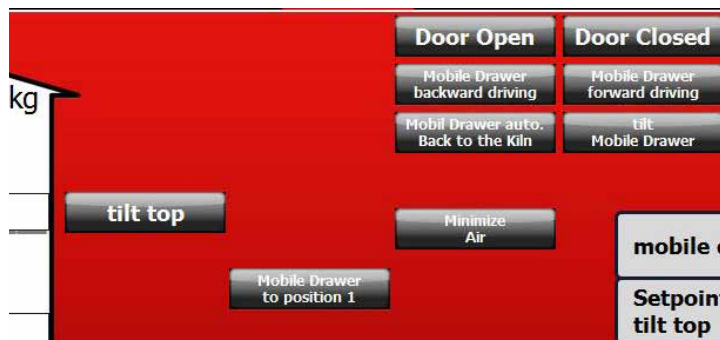 Door Open
Door Closed
Mobile Drawer
backward driving
Mobile Drawer
forward driving
kg
Mobil Drawer auto.
Back to the Kiln
tilt
Mobile Drawer
tilt top
Minimize
Air
mobile
Mobile Drawer
to position 1
Setpoint
tilt top